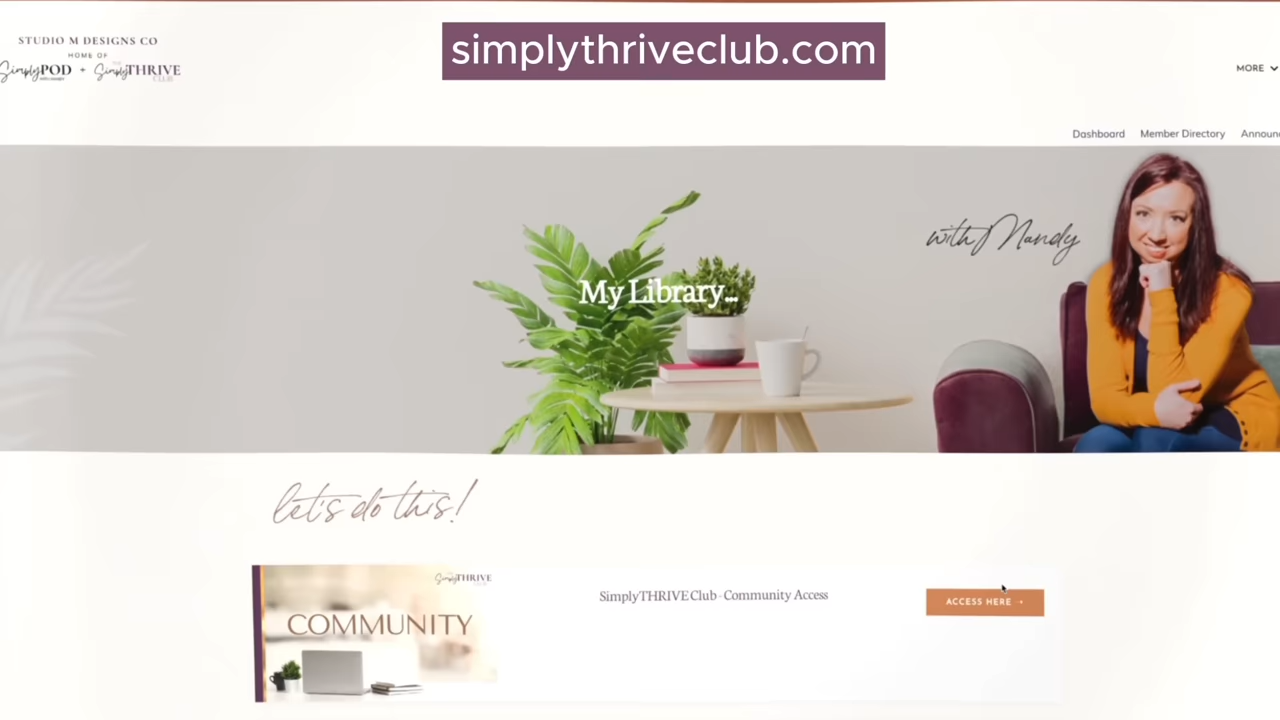 simplythriveclub.com
STUDIO M DESIGNS CO
HOME OF
SimplyPOD + SimplyTHRIVE
CLUB
MORE
Dashboard Member Directory Announ
with Mandy
My Library...
let's do this!
SimplyTHRIVE
COMMUNITY
SimplyTHRIVE Club - Community Access
ACCESS HERE →